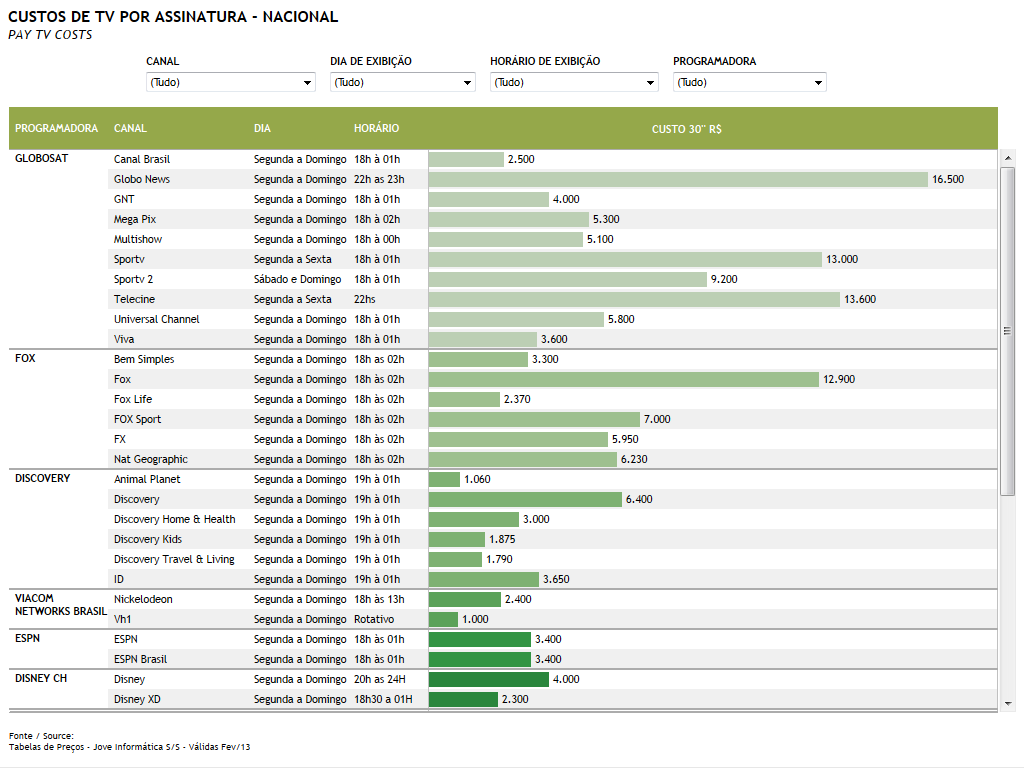 CUSTOS DE TV POR ASSINATURA - NACIONAL
PAY TV COSTS
CANAL DIA DE EXIBIÇÃO HORÁRIO DE EXIBIÇÃO PROGRAMADORA
(Tudo) (Tudo) (Tudo) (Tudo)
PROGRAMADORA CANAL DIA HORÁRIO CUSTO 30" R$
GLOBOSAT Canal Brasil Segunda a Domingo 18h à 01h 2.500
Globo News Segunda a Domingo 22h as 23h 16.500
GNT Segunda a Domingo 18h à 01h 4.000
Mega Pix Segunda a Domingo 18h à 02h 5.300
Multishow Segunda a Domingo 18h à 00h 5.100
Sportv Segunda a Sexta 18h à 01h 13.000
Sportv 2 Sábado e Domingo 18h à 01h 9.200
Telecine Segunda a Sexta 22hs 13.600
Universal Channel Segunda a Domingo 18h à 01h 5.800
Viva Segunda a Domingo 18h à 01h 3.600
FOX Bem Simples Segunda a Domingo 18h as 02h 3.300
Fox Segunda a Domingo 18h às 02h 12.900
Fox Life Segunda a Domingo 18h às 02h 2.370
FOX Sport Segunda a Domingo 18h às 02h 7.000
FX Segunda a Domingo 18h às 02h 5.950
Nat Geographic Segunda a Domingo 18h às 02h 6.230
DISCOVERY Animal Planet Segunda a Domingo 19h à 01h 1.060
Discovery Segunda a Domingo 19h à 01h 6.400
Discovery Home & Health Segunda a Domingo 19h à 01h 3.000
Discovery Kids Segunda a Domingo 19h à 01h 1.875
Discovery Travel & Living Segunda a Domingo 19h à 01h 1.790
ID Segunda a Domingo 19h à 01h 3.650
VIACOM NETWORKS BRASIL Nickelodeon Segunda a Domingo 18h às 13h 2.400
Vh1 Segunda a Domingo Rotativo 1.000
ESPN ESPN Segunda a Domingo 18h às 01h 3.400
ESPN Brasil Segunda a Domingo 18h às 01h 3.400
DISNEY CH Disney Segunda a Domingo 20h as 24H 4.000
Disney XD Segunda a Domingo 18h30 a 01H 2.300
Fonte / Source:
Tabelas de Preços - Jove Informática S/S - Válidas Fev/13